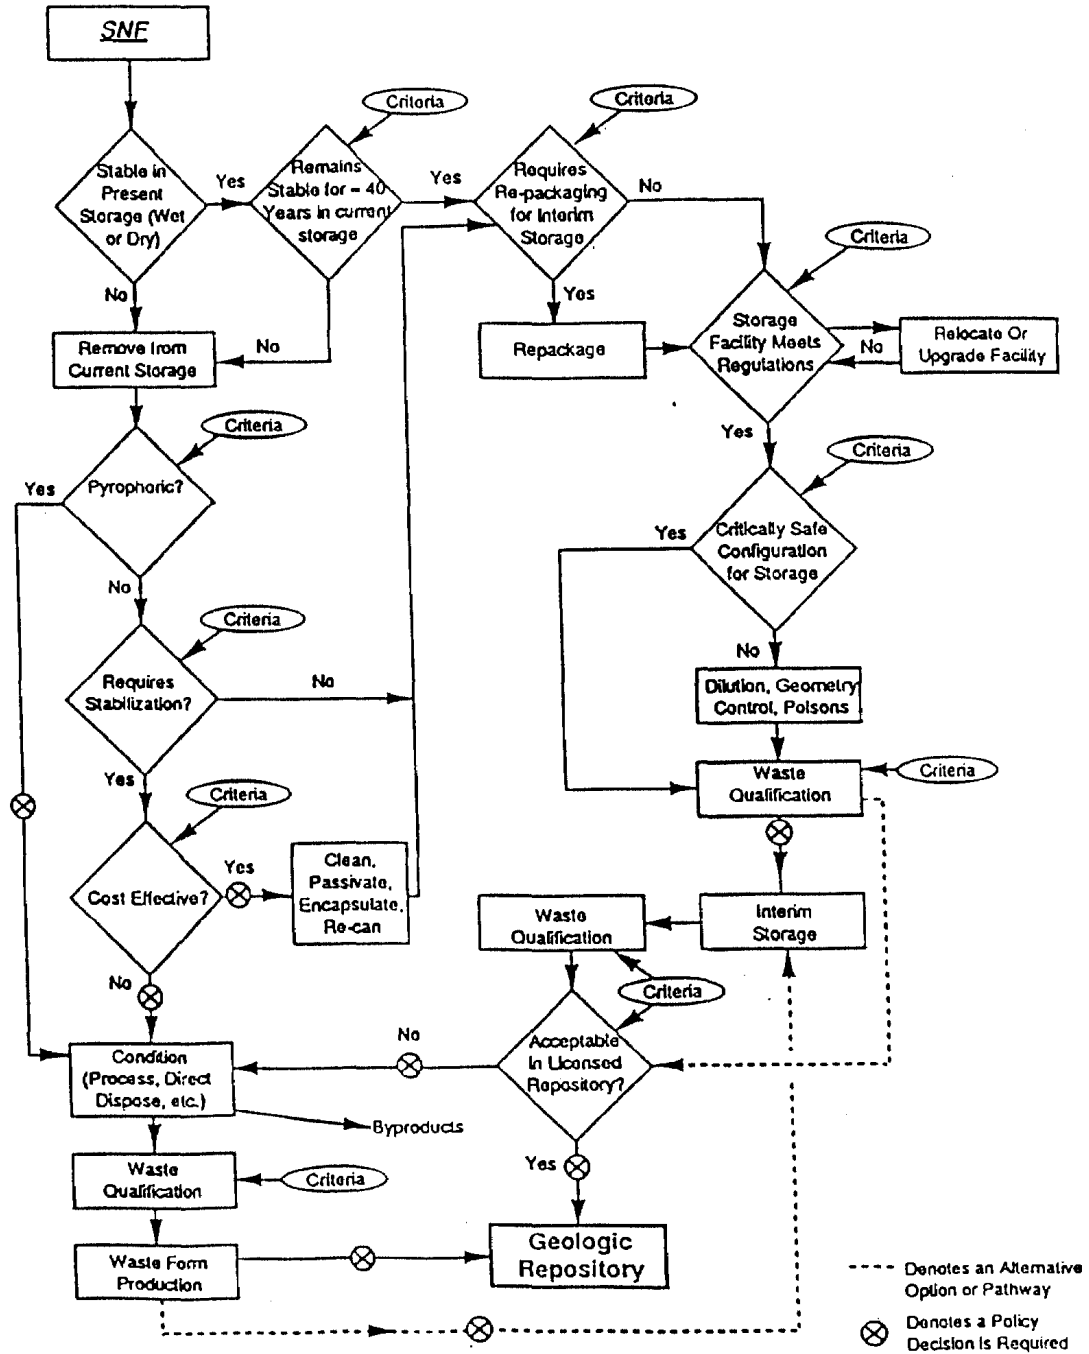 SNF
Criteria
Criteria
Stable in
Present
Storage (Wet
or Dry)
Yes
Remains
Stable for ~ 40
Years in current
storage
Yes
Requires
Re-packaging
for Interim
Storage
No
Criteria
No
Yes
Remove from
Current Storage
No
Repackage
Storage
Facility Meets
Regulations
No
Relocate Or
Upgrade Facility
Criteria
Yes
Criteria
Yes
Pyrophoric?
Yes
Critically Safe
Configuration
for Storage
No
Criteria
No
Requires
Stabilization?
No
Dilution, Geometry
Control, Poisons
Yes
Criteria
Waste
Qualification
Criteria
Cost Effective?
Yes
Clean,
Passivate,
Encapsulate,
Re-can
Waste
Qualification
Interim
Storage
No
Criteria
No
Condition
(Process, Direct
Dispose, etc.)
Acceptable
In Licensed
Repository?
Byproducts
Yes
Waste
Qualification
Criteria
Waste Form
Production
Geologic
Repository
Denotes an Alternative
Option or Pathway
Denotes a Policy
Decision Is Required